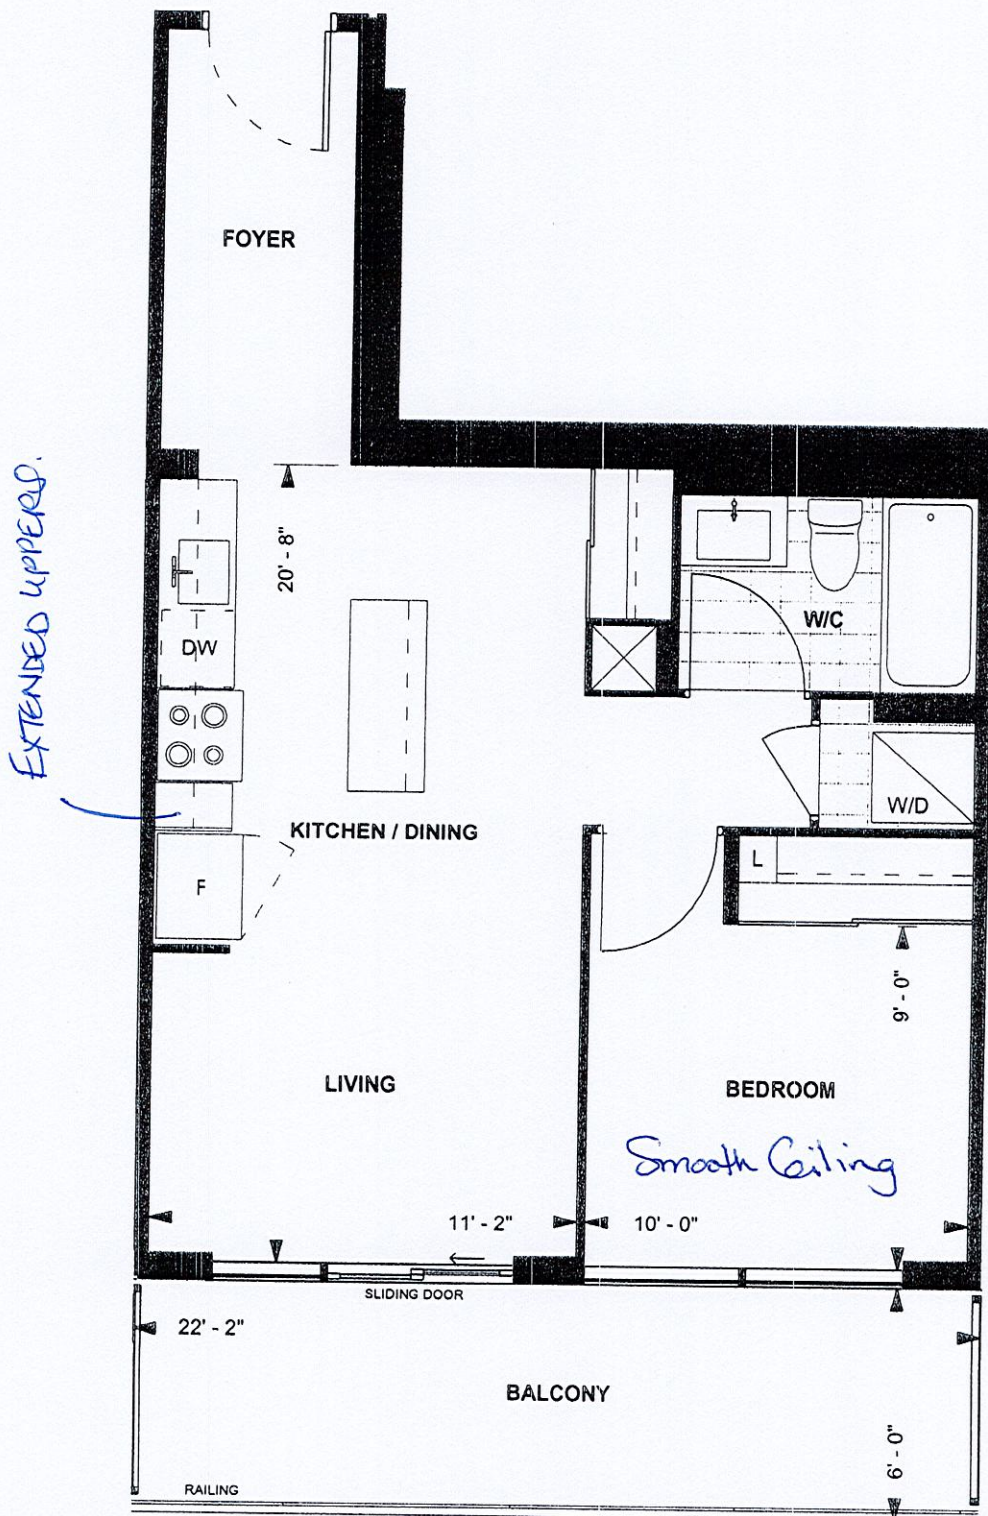 FOYER
EXTENDED UPPERS.
20' - 8"
DW
W/C
W/D
KITCHEN / DINING
L
F
9' - 0"
LIVING
BEDROOM
Smooth Ceiling
11' - 2"
10' - 0"
SLIDING DOOR
22' - 2"
BALCONY
6' - 0"
RAILING